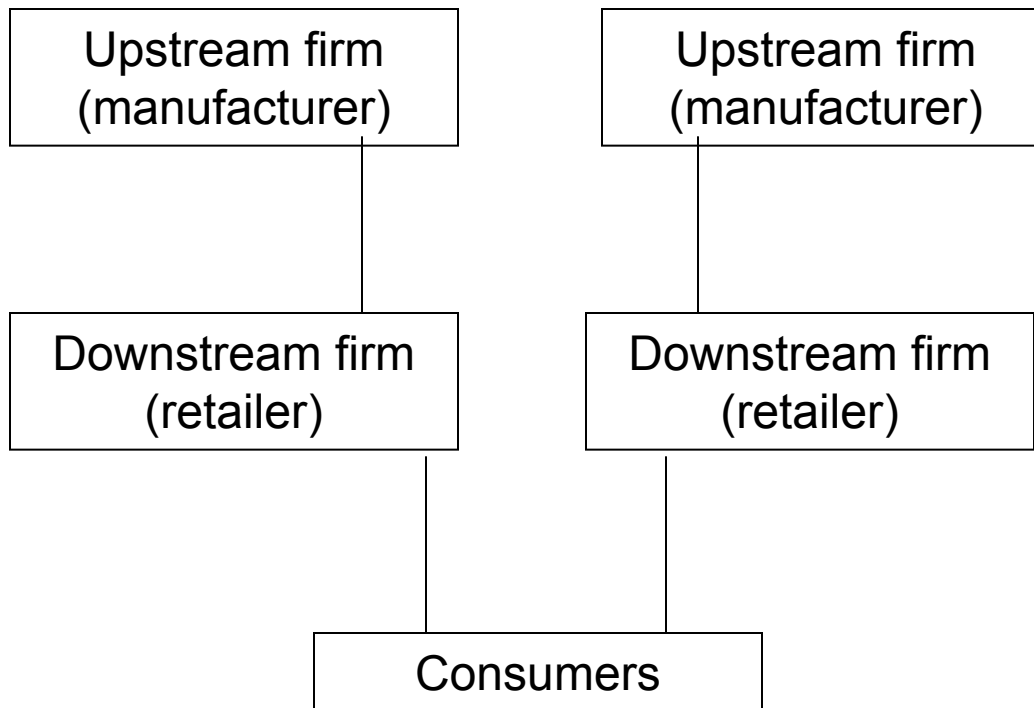 Upstream firm
(manufacturer)
Upstream firm
(manufacturer)
Downstream firm
(retailer)
Downstream firm
(retailer)
Consumers